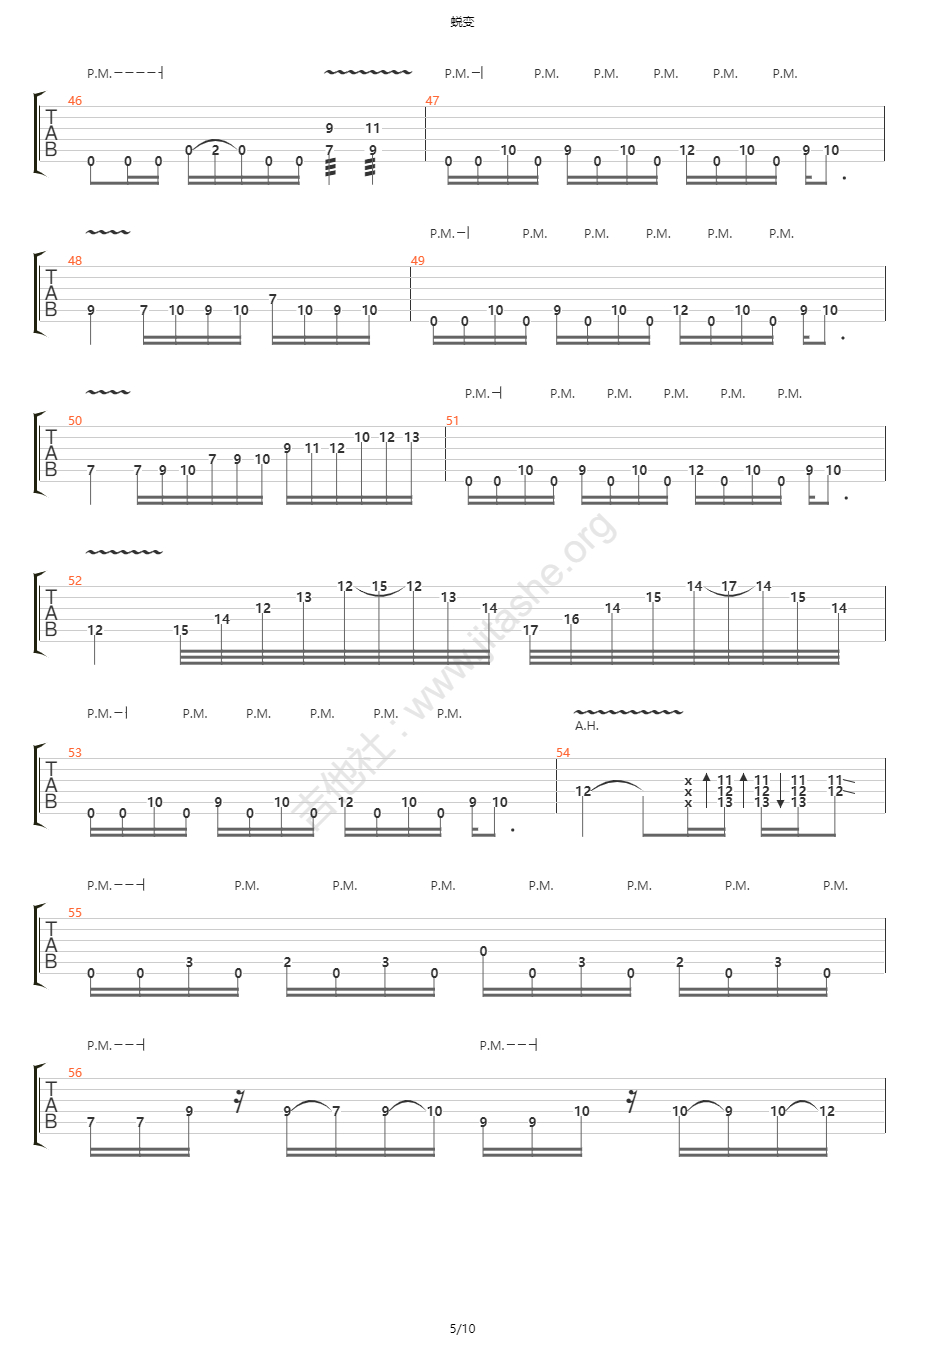 蜕变
P.M. P.M. P.M. P.M. P.M. P.M. P.M.
46 47
T
A
B
9 11
0 2 0 7 9 10 9 10 12 10 9 10
0 0 0 0 0 0 0 0 0 0 0 0
P.M. P.M. P.M. P.M. P.M. P.M.
48 49
T
A
B
7
9 7 10 9 10 10 9 10 10 9 10 12 10 9 10
0 0 0 0 0 0 0
P.M. P.M. P.M. P.M. P.M. P.M.
50 51
T
A
B
10 12 13
9 11 12
7 9 10
7 7 9 10 10 9 10 12 10 9 10
0 0 0 0 0 0 0
52
T
A
B
12 15 12 14 17 14
13 13 15 15
12 14 14 14
14 16
12 15 17
P.M. P.M. P.M. P.M. P.M. P.M.
A.H.
53 54
T
A
B
x 11 11 11 11
12 x 12 12 12 12
10 9 10 12 10 9 10 x 13 13 13
0 0 0 0 0 0 0
P.M. P.M. P.M. P.M. P.M. P.M. P.M. P.M.
55
T
A
B
0
3 2 3 3 2 3
0 0 0 0 0 0 0 0 0
P.M. P.M.
56
T
A
B
9 9 7 9 10 10 10 9 10 12
7 7 9 9
吉他社：www.jitashe.org
5/10